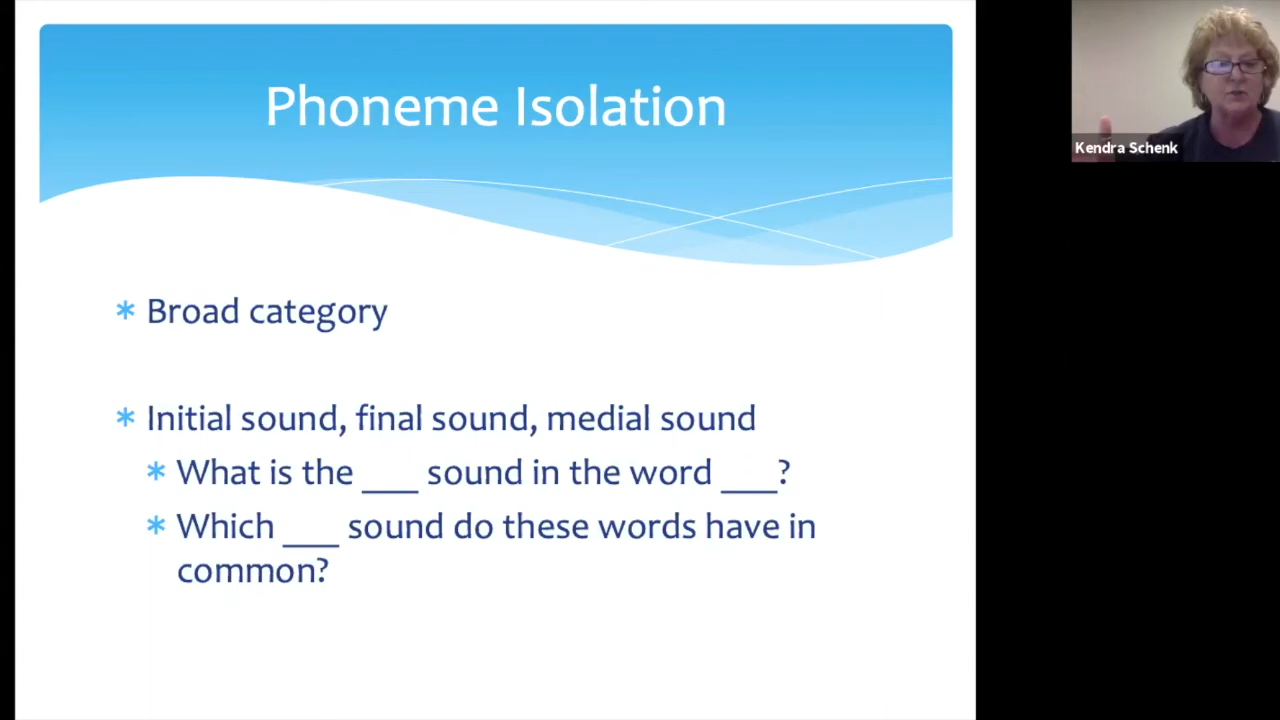 Phoneme Isolation
Kendra Schenk
* Broad category
* Initial sound, final sound, medial sound
* What is the ___ sound in the word ___?
* Which ___ sound do these words have in
common?